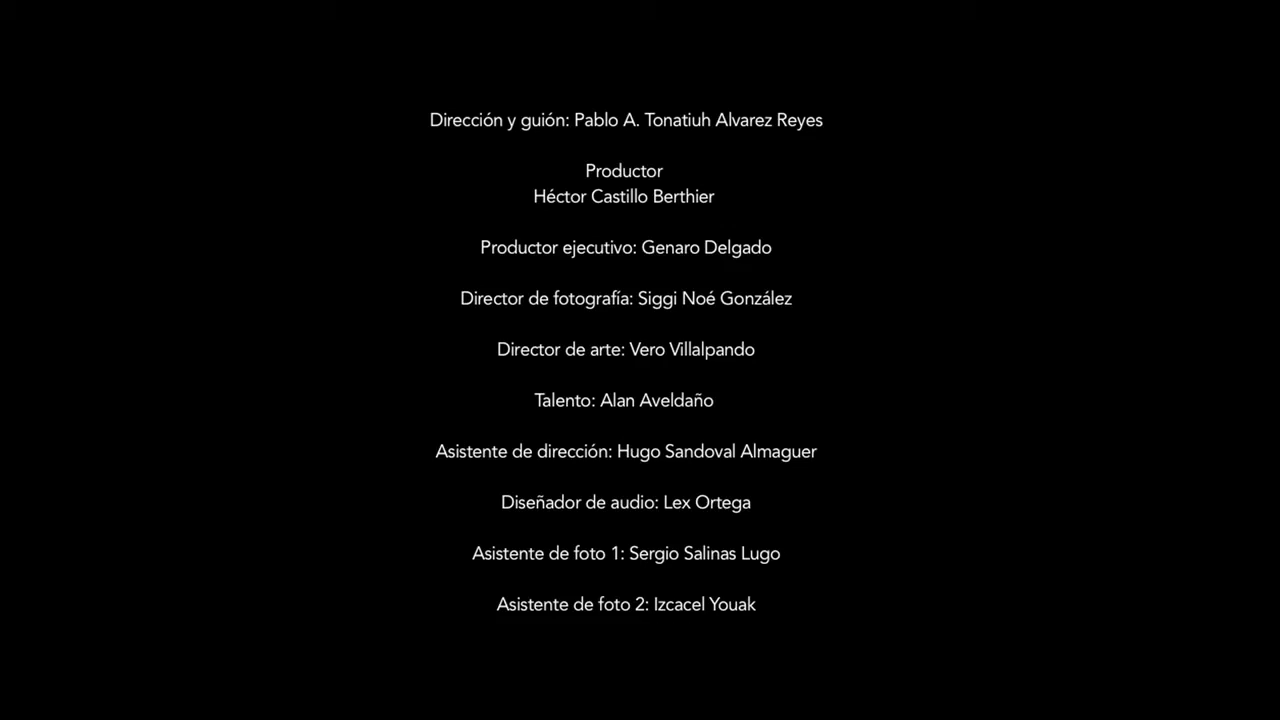 Dirección y guión: Pablo A. Tonatiuh Alvarez Reyes
Productor
Héctor Castillo Berthier
Productor ejecutivo: Genaro Delgado
Director de fotografía: Siggi Noé González
Director de arte: Vero Villalpando
Talento: Alan Aveldaño
Asistente de dirección: Hugo Sandoval Almaguer
Diseñador de audio: Lex Ortega
Asistente de foto 1: Sergio Salinas Lugo
Asistente de foto 2: Izcacel Youak